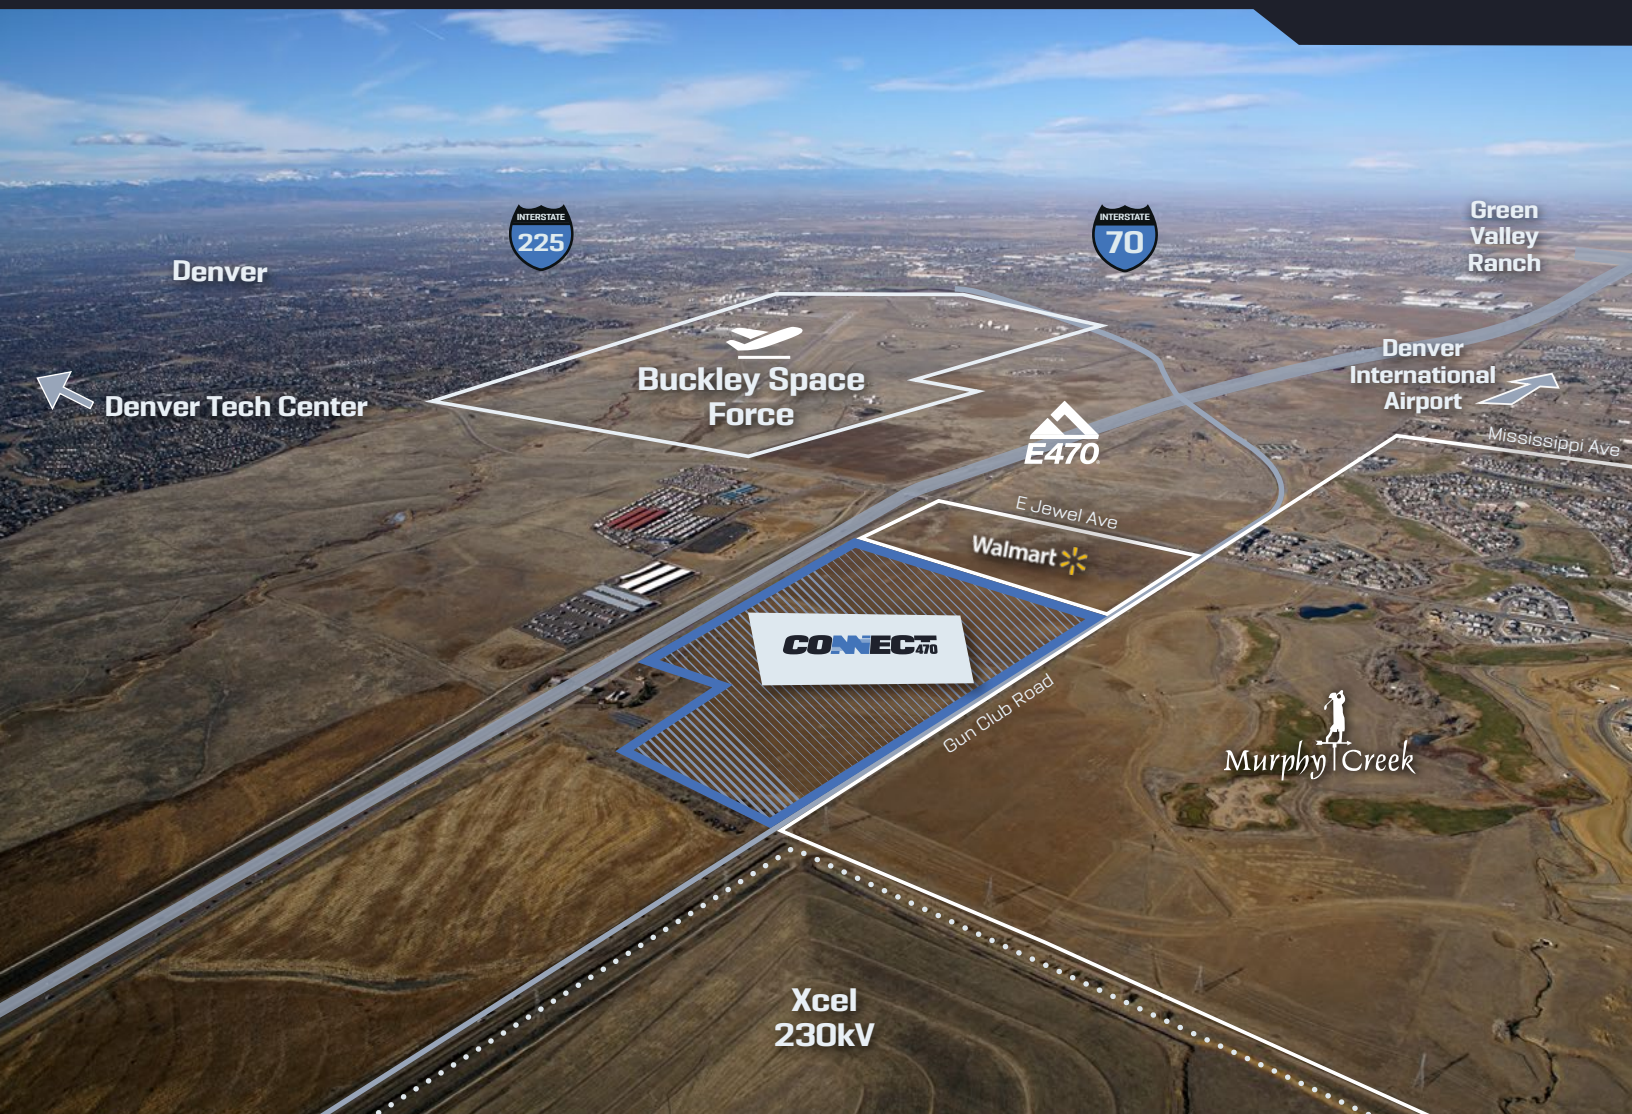 INTERSTATE
225
INTERSTATE
70
Green
Valley
Ranch
Denver
Denver
International
Airport
Buckley Space
Force
Denver Tech Center
E470
Mississippi Ave
E Jewel Ave
Walmart
CONNECT
470
Gun Club Road
Murphy Creek
Xcel
230kV